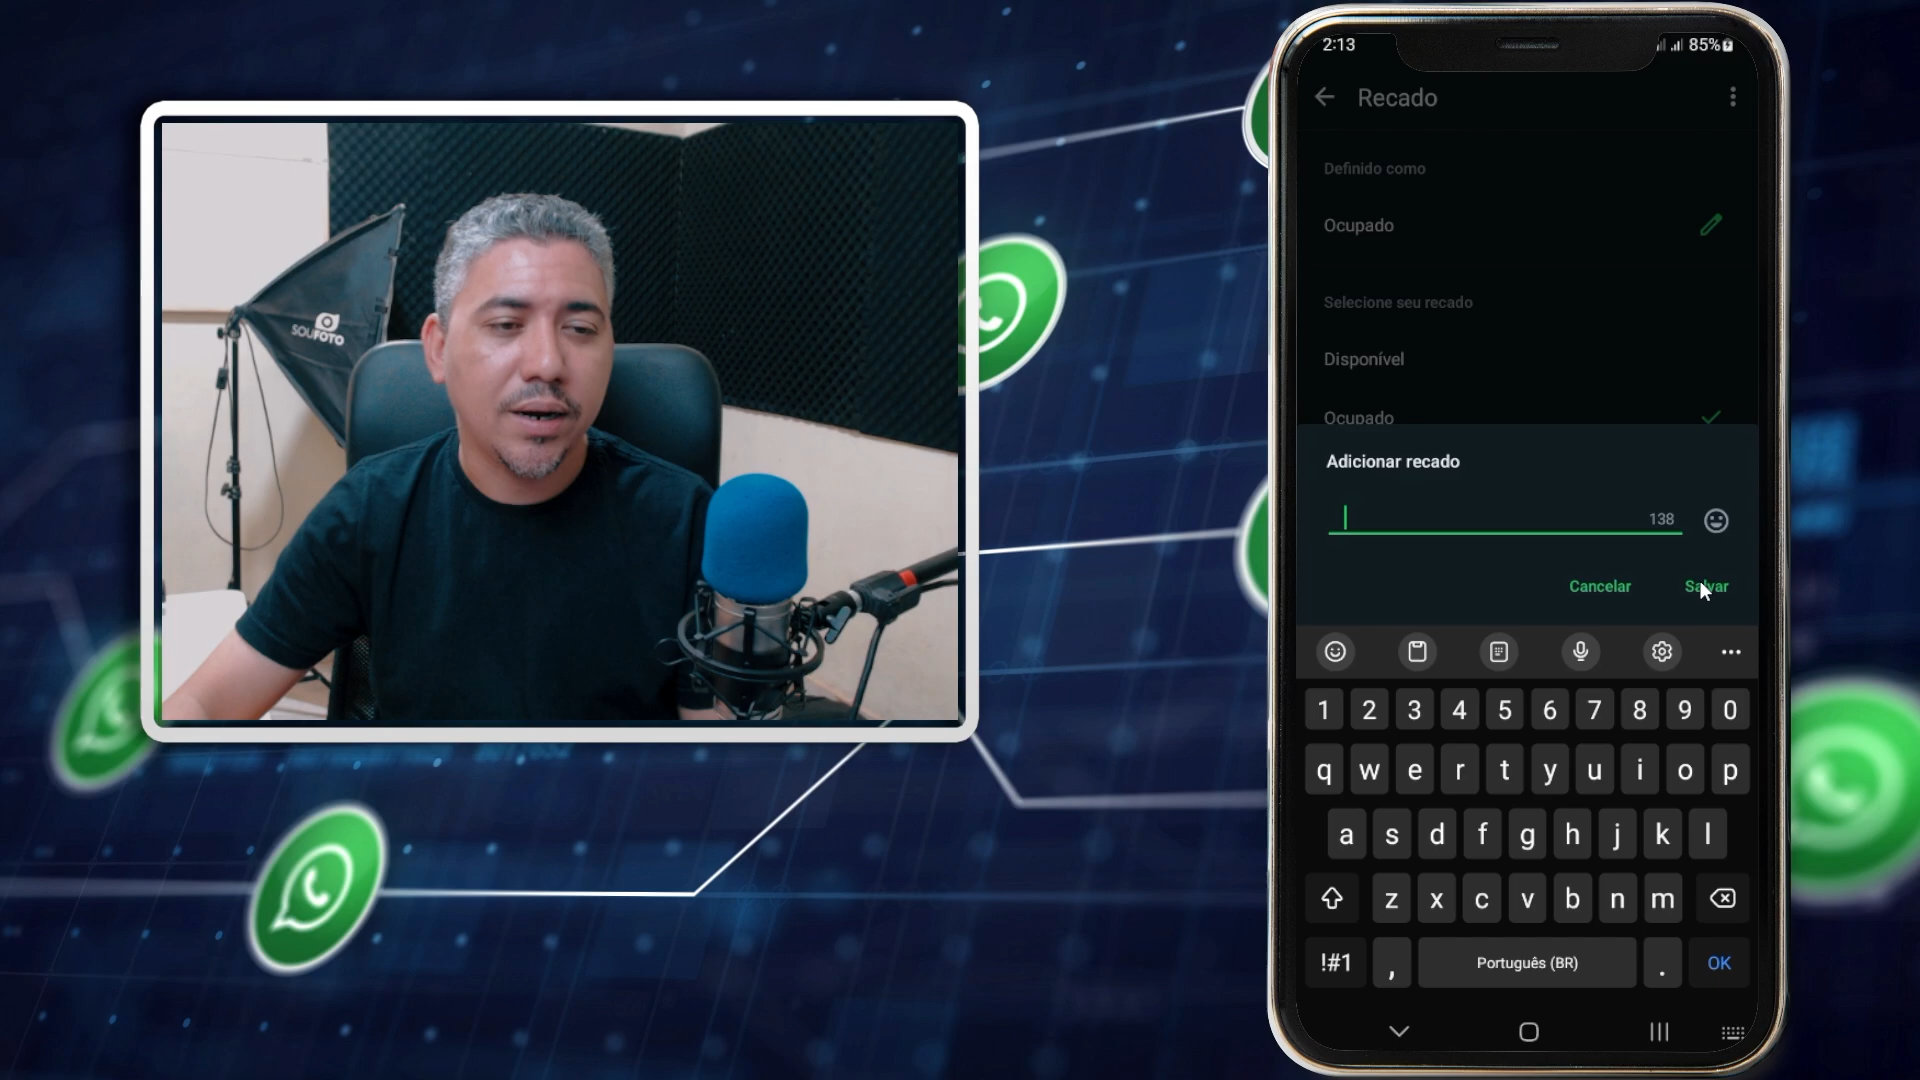 SOUFOTO
2:13
85%
Recado
Definido como
Ocupado
Selecione seu recado
Disponível
Ocupado
Adicionar recado
138
Cancelar
Salvar
1 2 3 4 5 6 7 8 9 0
q w e r t y u i o p
a s d f g h j k l
z x c v b n m
!#1 , Português (BR) . OK